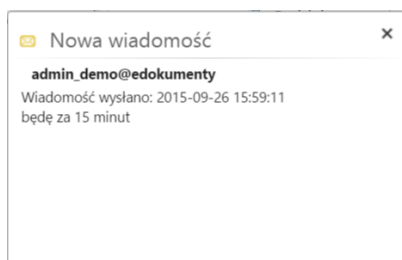 Nowa wiadomość
admin_demo@edokumenty
Wiadomość wysłano: 2015-09-26 15:59:11
będę za 15 minut